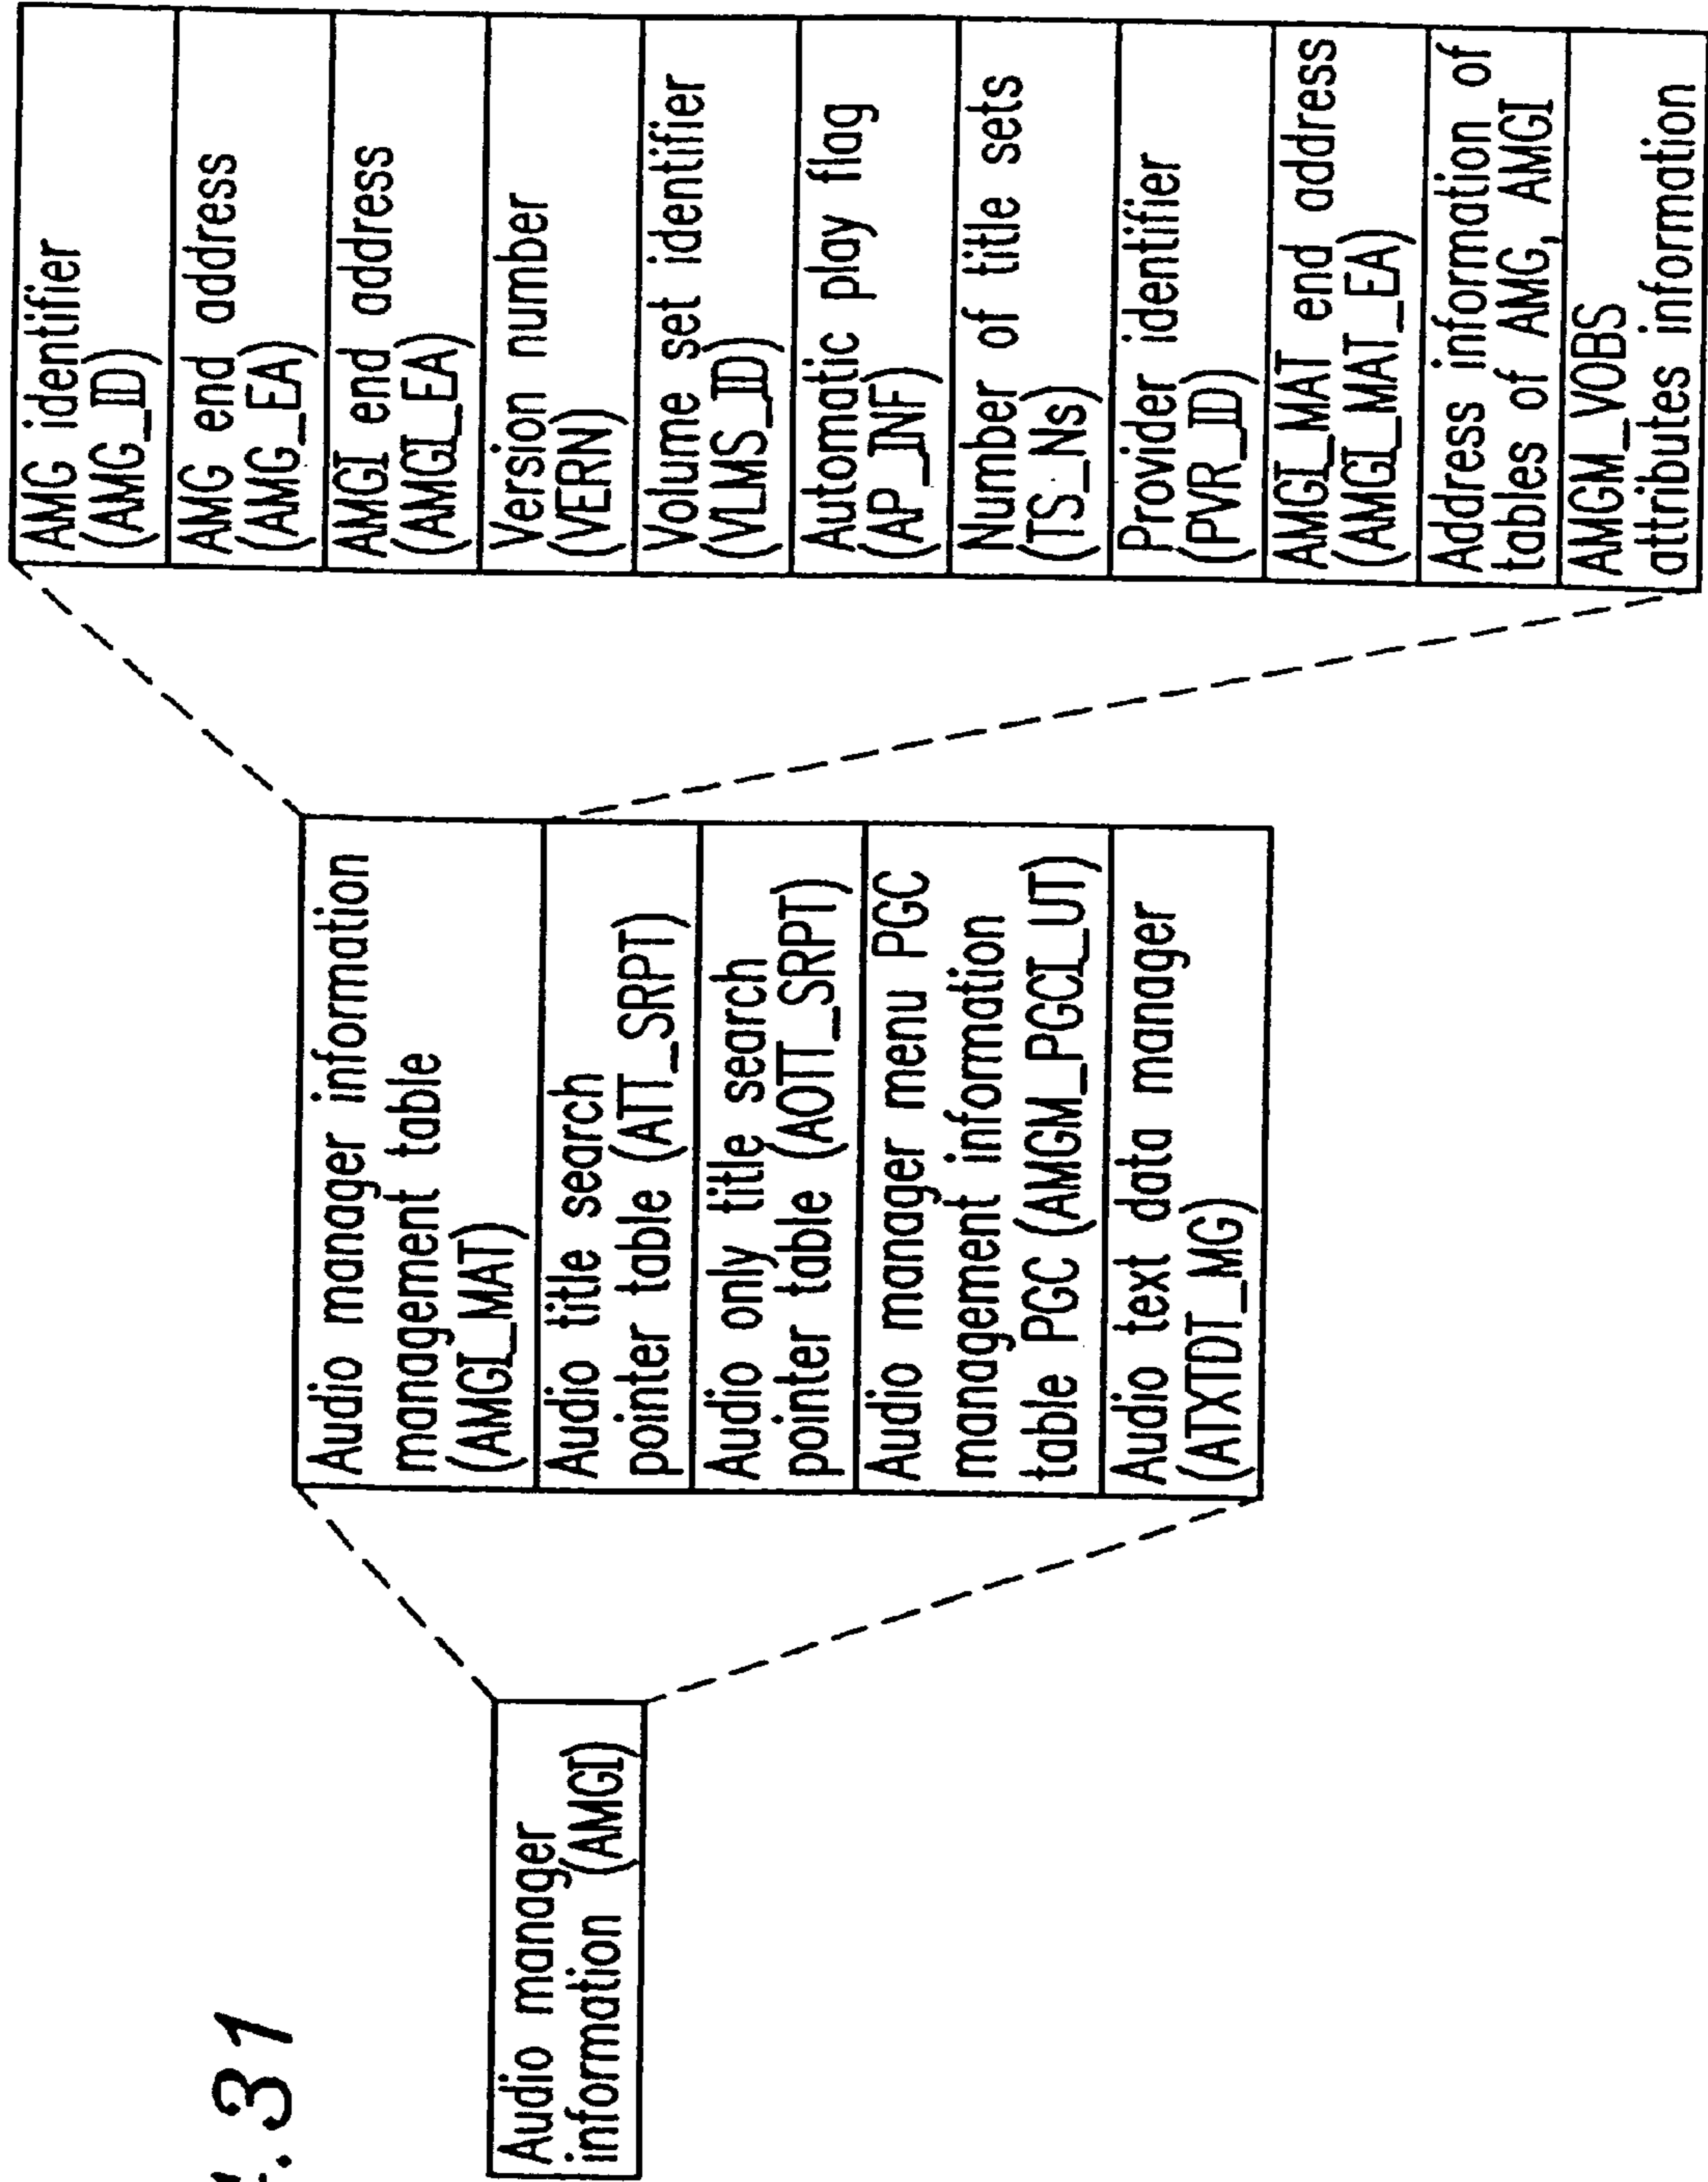 .31
Audio manager
information (AMGI)
Audio manager information
management table
(AMGI_MAT)
Audio title search
pointer table (ATT_SRPT)
Audio only title search
pointer table (AOTT_SRPT)
Audio manager menu PGC
management information
table PGC (AMGM_PGCI_UT)
Audio text data manager
(ATXTDT_MG)
AMG identifier
(AMG_ID)
AMG end address
(AMG_EA)
AMGI end address
(AMGI_EA)
Version number
(VERN)
Volume set identifier
(VLMS_ID)
Automatic play flag
(AP_INF)
Number of title sets
(TS_Ns)
Provider identifier
(PVR_ID)
AMGI_MAT end address
(AMGI_MAT_EA)
Address information of
tables of AMG, AMGI
AMGM_VOBS
attributes information